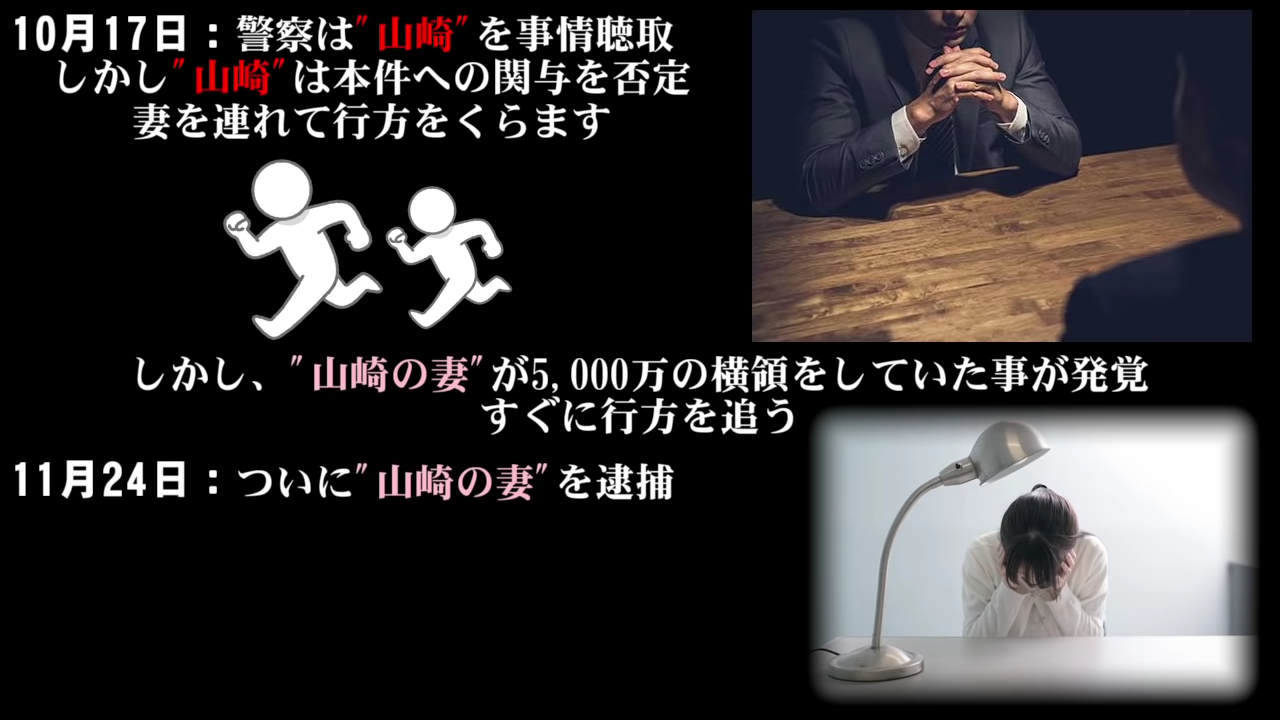 10月17日：警察は"山崎"を事情聴取
しかし"山崎"は本件への関与を否定
妻を連れて行方をくらます
しかし、"山崎の妻"が5,000万の横領をしていた事が発覚
すぐに行方を追う
11月24日：ついに"山崎の妻"を逮捕